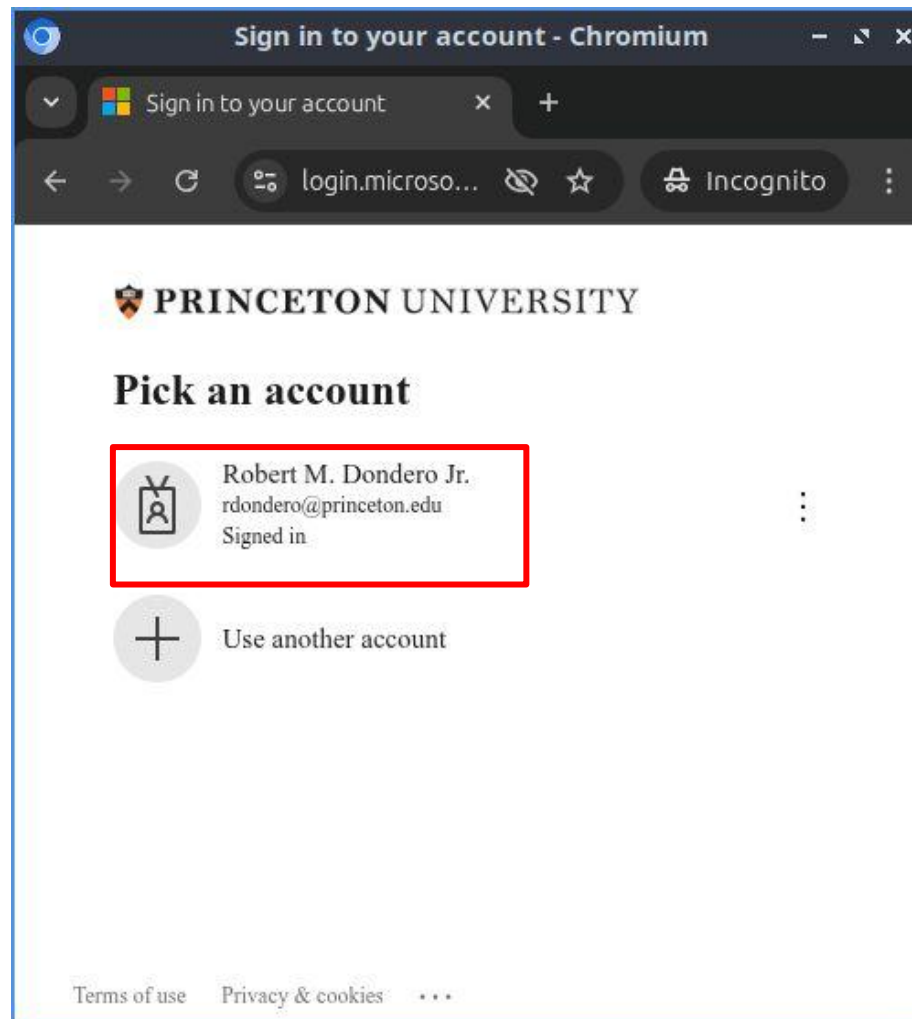 Sign in to your account - Chromium
Sign in to your account
login.microso... Incognito
PRINCETON UNIVERSITY
Pick an account
Robert M. Dondero Jr.
rdondero@princeton.edu
Signed in
Use another account
Terms of use Privacy & cookies ...